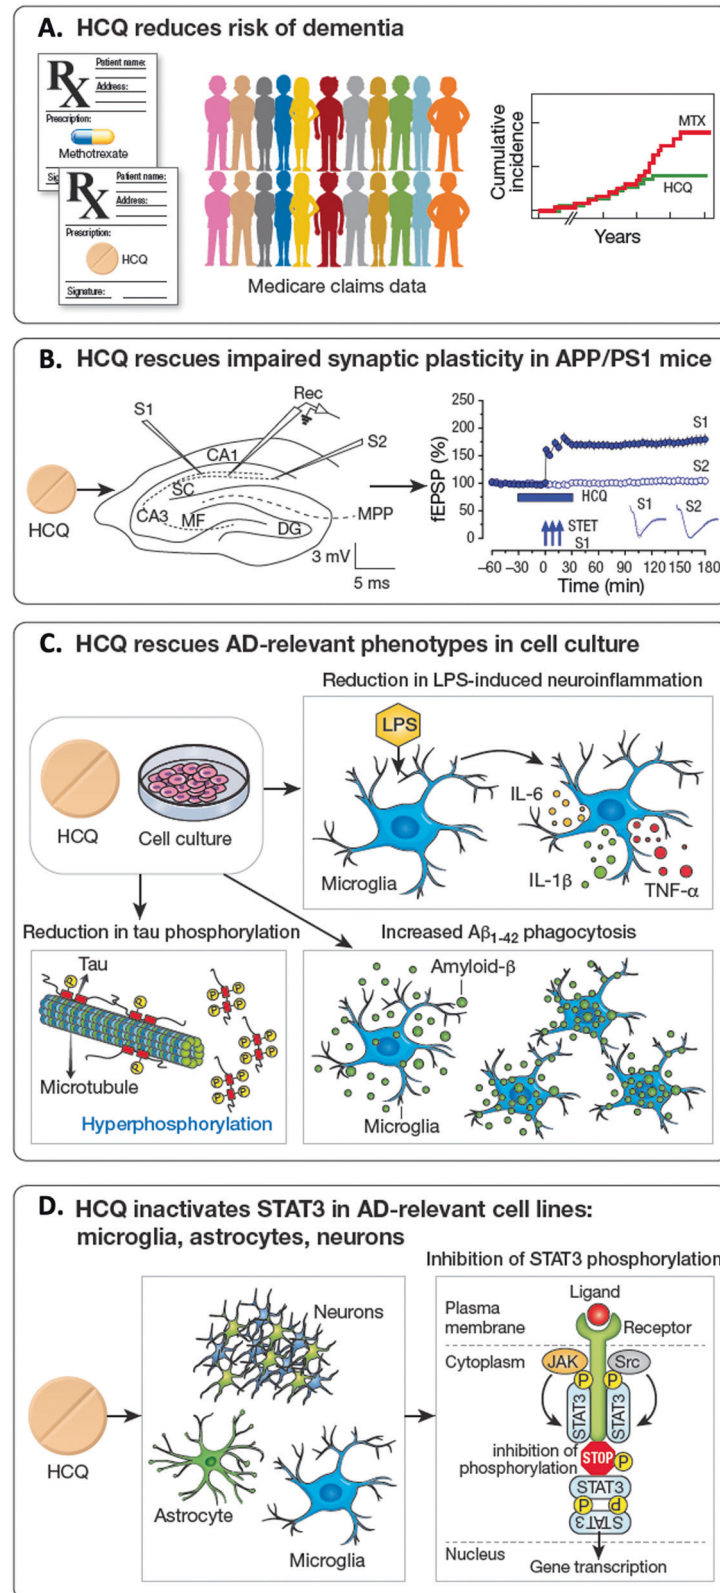 A. HCQ reduces risk of dementia
Rx
Patient name:
Address:
Prescription:
Methotrexate
Sig
Rx
Patient name:
Address:
Prescription:
HCQ
Signature:
Medicare claims data
Cumulative
incidence
MTX
HCQ
Years
B. HCQ rescues impaired synaptic plasticity in APP/PS1 mice
HCQ
S1
Rec
S2
CA1
SC
CA3
MF
DG
MPP
3 mV
5 ms
fEPSP (%)
250
200
150
100
50
0
S1
S2
HCQ
STET
S1
S1
S2
–60 –30 0 30 60 90 120 150 180
Time (min)
C. HCQ rescues AD-relevant phenotypes in cell culture
Reduction in LPS-induced neuroinflammation
HCQ
Cell culture
LPS
Microglia
IL-6
IL-1β
TNF-α
Reduction in tau phosphorylation
Tau
P
P
P
P P
P P
P P
P P
P P
P P
Microtubule
Hyperphosphorylation
Increased Aβ1-42 phagocytosis
Amyloid-β
Microglia
D. HCQ inactivates STAT3 in AD-relevant cell lines:
microglia, astrocytes, neurons
HCQ
Neurons
Astrocyte
Microglia
Inhibition of STAT3 phosphorylation
Ligand
Plasma
membrane
Receptor
Cytoplasm
JAK
Src
P P
STAT3 STAT3
inhibition of
phosphorylation
STOP
P
STAT3
P P
STAT3
Nucleus
Gene transcription